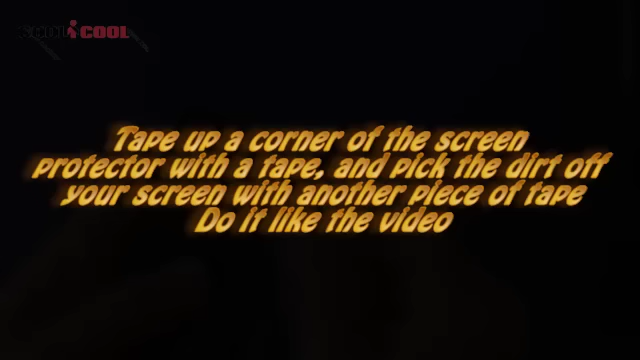 COOL
Tape up a corner of the screen
protector with a tape, and pick the dirt off
your screen with another piece of tape
Do it like the video